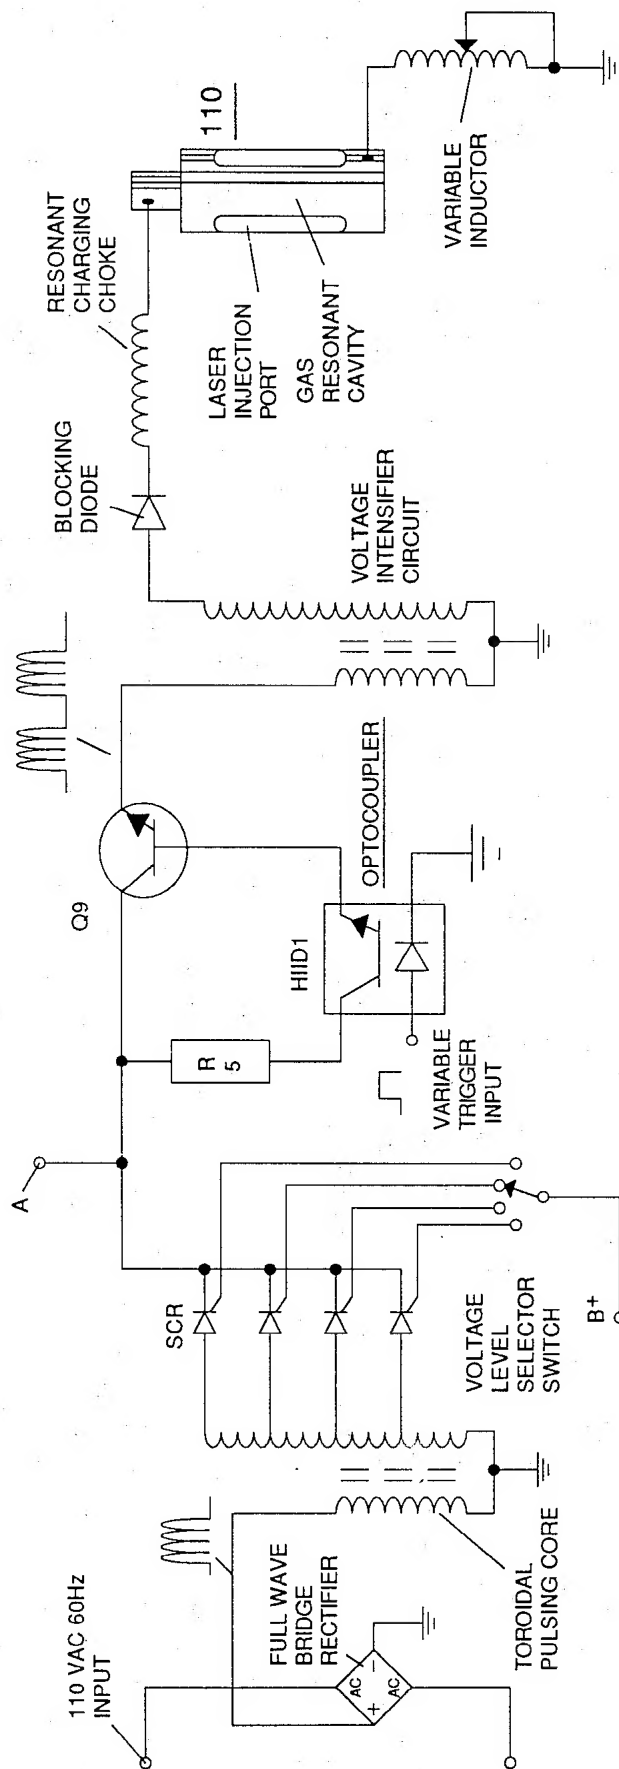 110 VAC 60Hz
INPUT
FULL WAVE
BRIDGE
RECTIFIER
AC
+
-
AC
TOROIDAL
PULSING CORE
SCR
A
VOLTAGE
LEVEL
SELECTOR
SWITCH
B+
R
5
VARIABLE
TRIGGER
INPUT
HIID1
OPTOCOUPLER
Q9
VOLTAGE
INTENSIFIER
CIRCUIT
BLOCKING
DIODE
RESONANT
CHARGING
CHOKE
LASER
INJECTION
PORT
GAS
RESONANT
CAVITY
110
VARIABLE
INDUCTOR